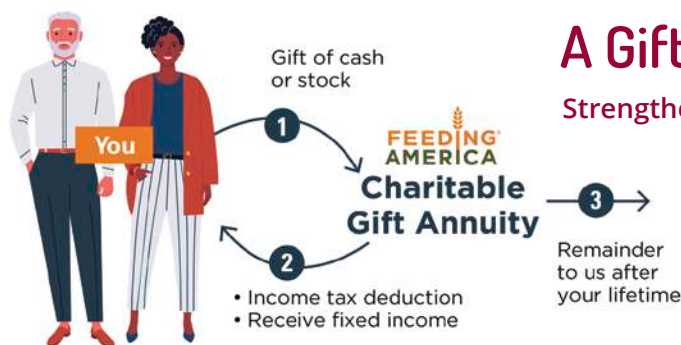 Gift of cash
or stock
A Gift
Strengthe
1
You
FEEDING®
AMERICA
Charitable
Gift Annuity
3
2
Remainder
to us after
your lifetime
• Income tax deduction
• Receive fixed income